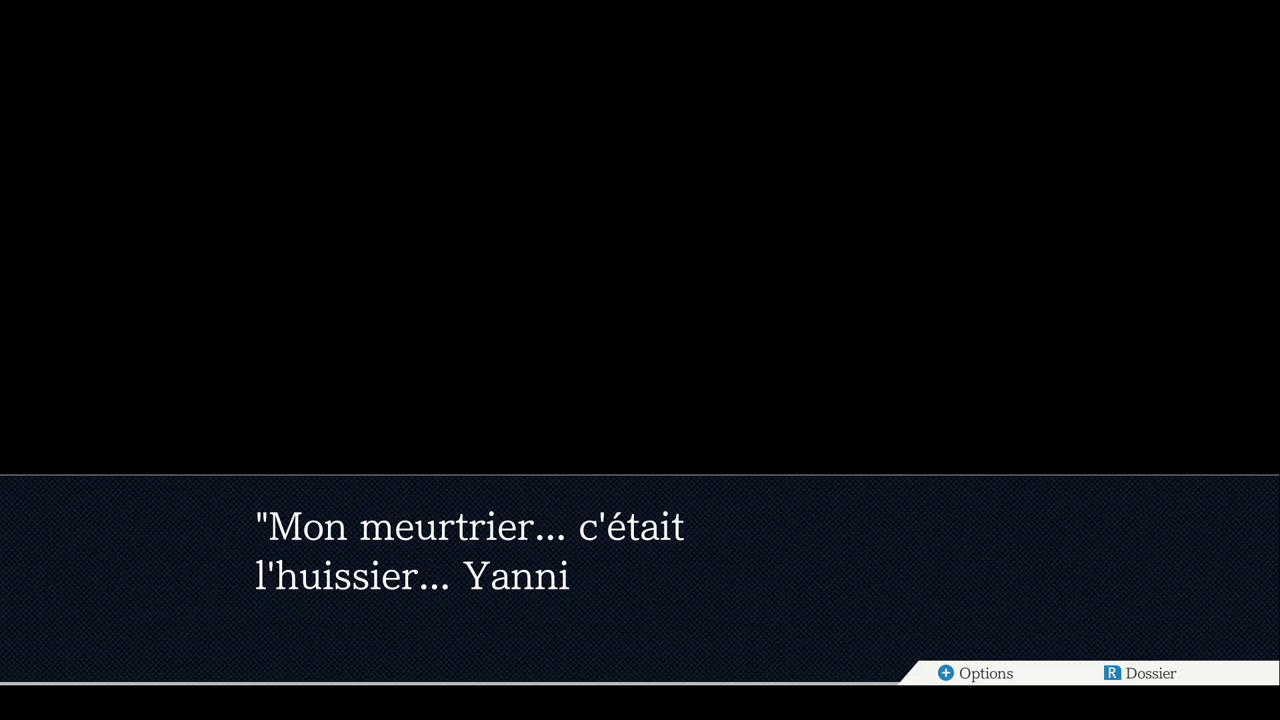 "Mon meurtrier... c'était
l'huissier... Yanni
+ Options
R Dossier